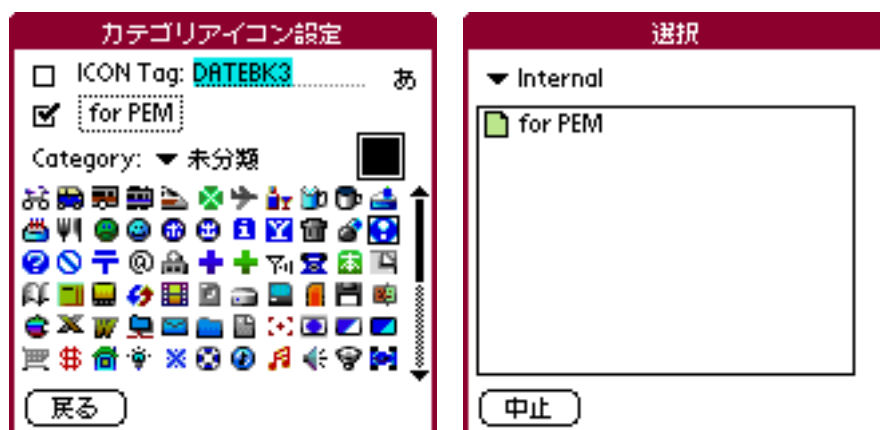 カテゴリアイコン設定
ICON Tag: DATEBK3 あ
for PEM
Category: 未分類
戻る
選択
Internal
for PEM
中止